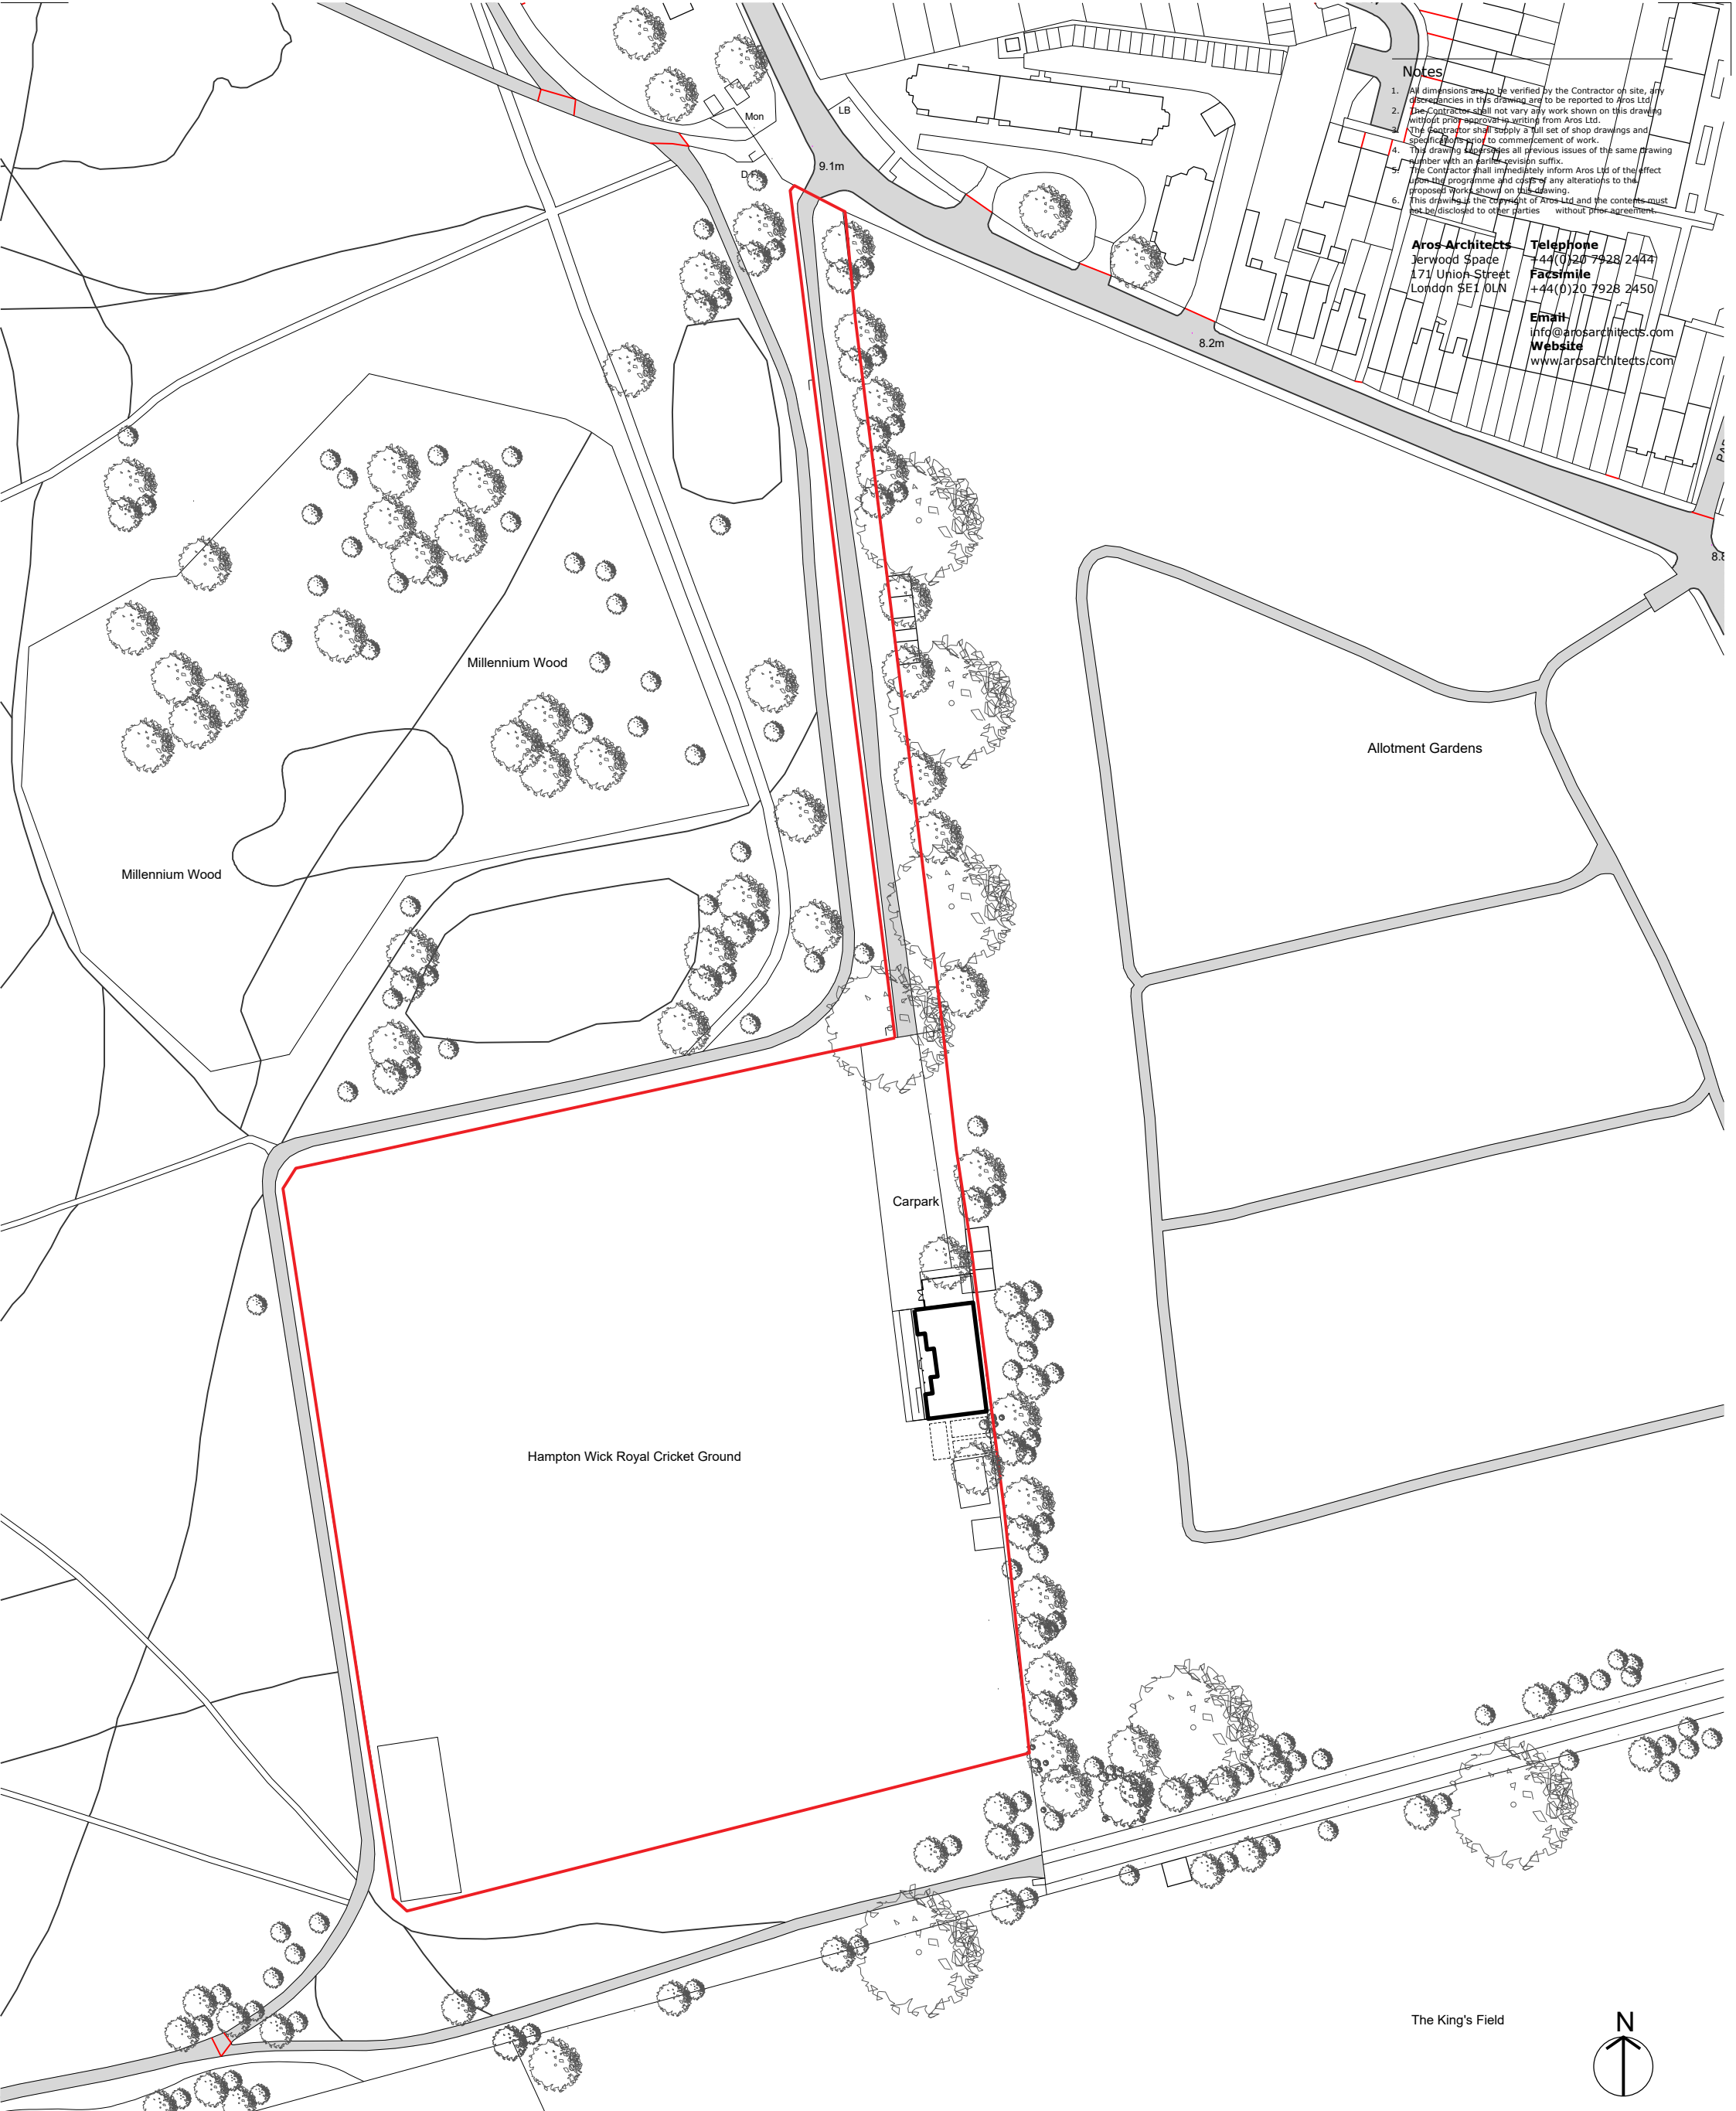 Notes
1. All dimensions are to be verified by the Contractor on site, any
discrepancies in this drawing are to be reported to Aros Ltd
2. The Contractor shall not vary any work shown on this drawing
without prior approval in writing from Aros Ltd.
3. The Contractor shall supply a full set of shop drawings and
specifications prior to commencement of work.
4. This drawing supersedes all previous issues of the same drawing
number with an earlier revision suffix.
5. The Contractor shall immediately inform Aros Ltd of the effect
upon the programme and costs of any alterations to the
proposed works shown on this drawing.
6. This drawing is the copyright of Aros Ltd and the contents must
not be disclosed to other parties without prior agreement.
Aros Architects
Jerwood Space
171 Union Street
London SE1 0LN
Telephone
+44(0)20 7928 2444
Facsimile
+44(0)20 7928 2450
Email
info@arosarchitects.com
Website
www.arosarchitects.com
Mon
LB
9.1m
8.2m
Millennium Wood
Allotment Gardens
Millennium Wood
Carpark
Hampton Wick Royal Cricket Ground
The King's Field
N